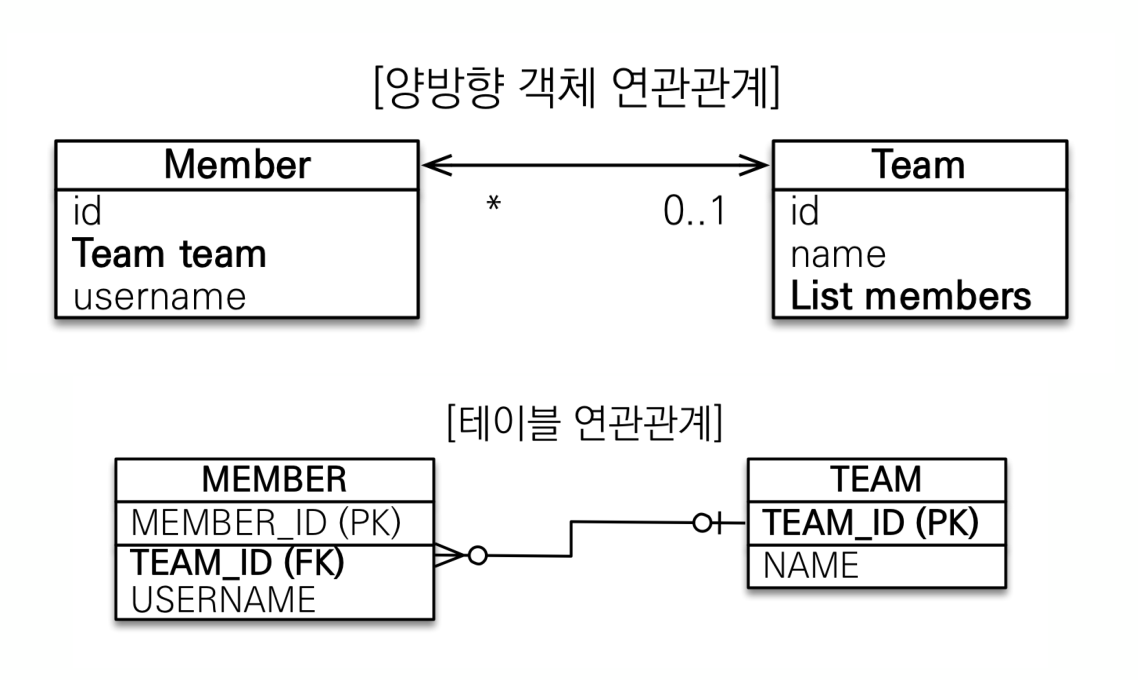 [양방향 객체 연관관계]
Member
id
Team team
username
* 0..1
Team
id
name
List members
[테이블 연관관계]
MEMBER
MEMBER_ID (PK)
TEAM_ID (FK)
USERNAME
TEAM
TEAM_ID (PK)
NAME